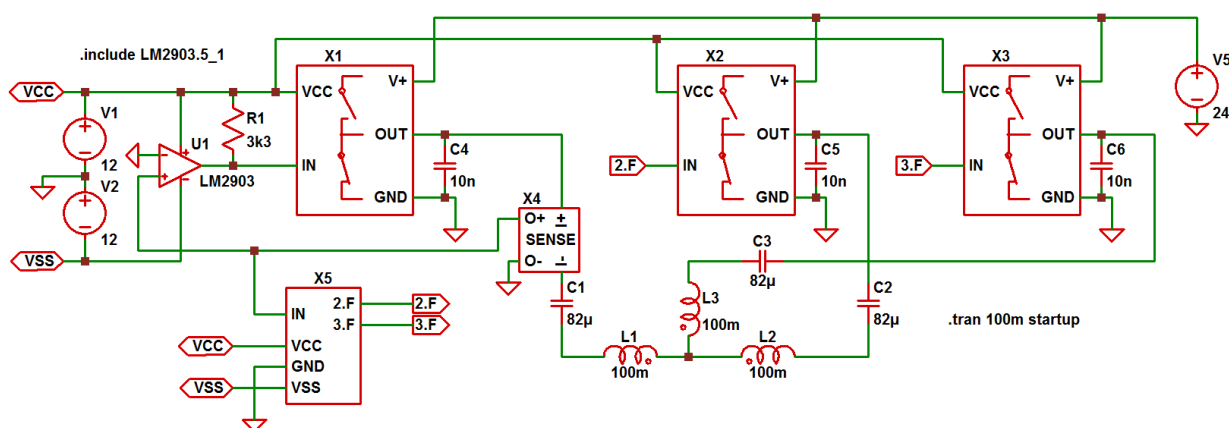 .include LM2903.5_1
X1
X2
X3
V5
24
VCC
V1
12
V2
12
VSS
U1
LM2903
R1
3k3
VCC
IN
V+
OUT
GND
C4
10n
2.F
VCC
IN
V+
OUT
GND
C5
10n
3.F
VCC
IN
V+
OUT
GND
C6
10n
X4
O+ ±
SENSE
O-
C1
82µ
L1
100m
L3
100m
C3
82µ
L2
100m
C2
82µ
.tran 100m startup
X5
IN
VCC
GND
VSS
2.F
3.F
2.F
3.F
VCC
VSS